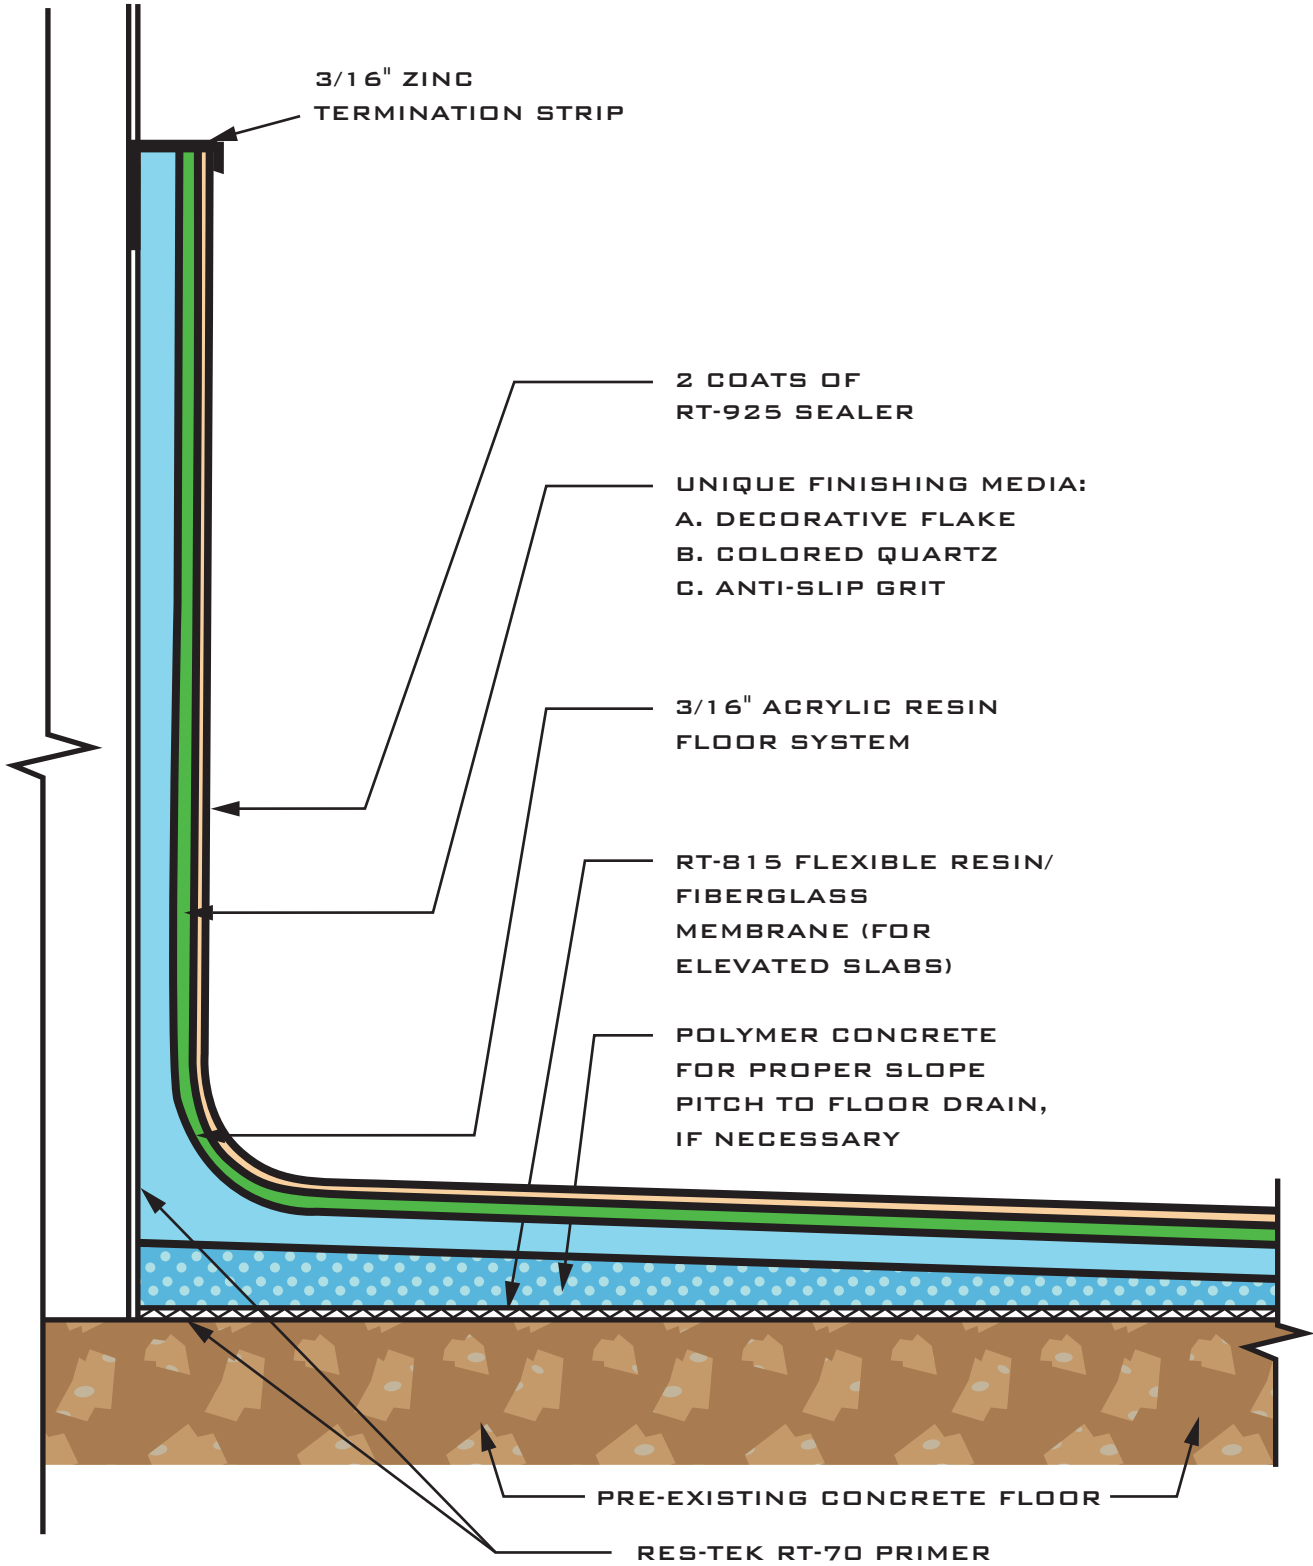 3/16" ZINC
TERMINATION STRIP
2 COATS OF
RT-925 SEALER
UNIQUE FINISHING MEDIA:
A. DECORATIVE FLAKE
B. COLORED QUARTZ
C. ANTI-SLIP GRIT
3/16" ACRYLIC RESIN
FLOOR SYSTEM
RT-815 FLEXIBLE RESIN/
FIBERGLASS
MEMBRANE (FOR
ELEVATED SLABS)
POLYMER CONCRETE
FOR PROPER SLOPE
PITCH TO FLOOR DRAIN,
IF NECESSARY
PRE-EXISTING CONCRETE FLOOR
RES-TEK RT-70 PRIMER